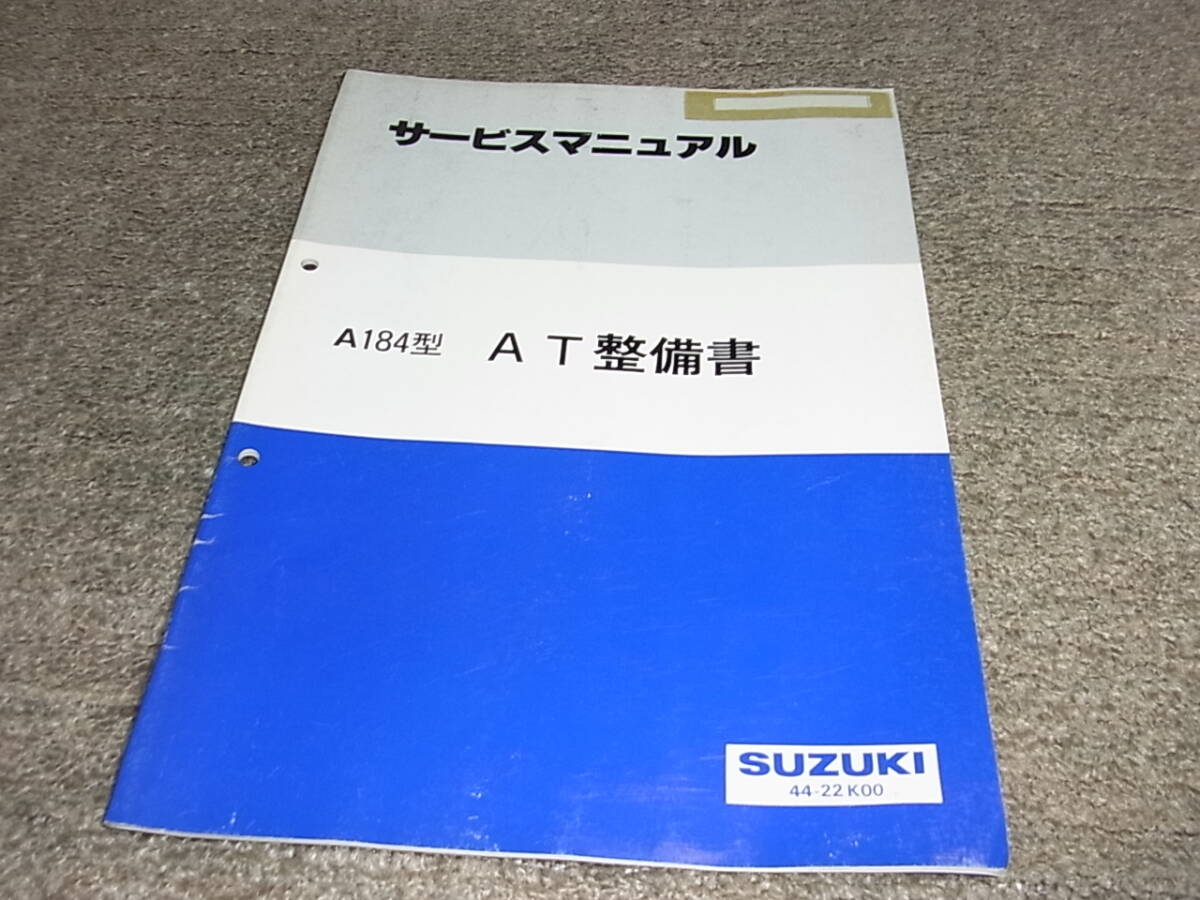 サービスマニュアル
A184型 AT整備書
SUZUKI
44-22K00